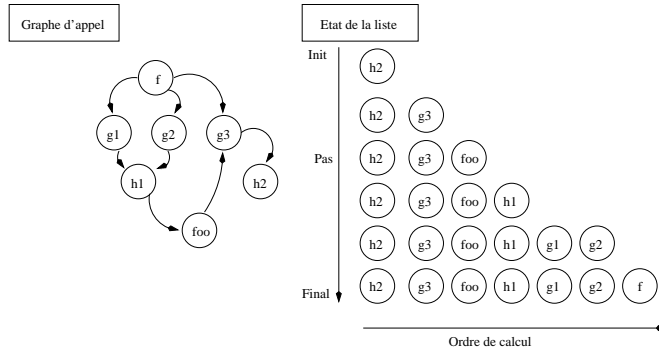 Graphe d'appel
f
g1 g2 g3
h1 h2
foo
Etat de la liste
Init
h2
h2 g3
Pas
h2 g3 foo
h2 g3 foo h1
h2 g3 foo h1 g1 g2
Final
h2 g3 foo h1 g1 g2 f
Ordre de calcul